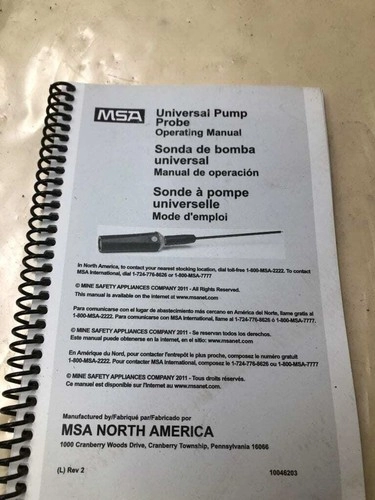 MSA
Universal Pump
Probe
Operating Manual
Sonda de bomba
universal
Manual de operación
Sonde à pompe
universelle
Mode d'emploi
In North America, to contact your nearest stocking location, dial toll-free 1-800-MSA-2222. To contact
MSA International, dial 1-724-776-8626 or 1-800-MSA-7777
© MINE SAFETY APPLIANCES COMPANY 2011 - All Rights Reserved.
This manual is available on the internet at www.msanet.com
Para comunicarse con el lugar de abastecimiento más cercano en América del Norte, llame gratis al
1-800-MSA-2222. Para comunicarse con MSA International, llame al 1-724-776-8626 ó 1-800-MSA-7777.
© MINE SAFETY APPLIANCES COMPANY 2011 - Se reservan todos los derechos.
Este manual puede obtenerse en la internet, en el sitio: www.msanet.com
En Amérique du Nord, pour contacter l'entrepôt le plus proche, composez le numéro gratuit
1-800-MSA-2222. Pour contacter MSA International, composez le 1-724-776-8626 ou 1-800-MSA-7777
© MINE SAFETY APPLIANCES COMPANY 2011 - Tous droits réservés.
Ce manuel est disponible sur l'Internet au www.msanet.com
Manufactured by/Fabriqué par/Fabricado por
MSA NORTH AMERICA
1000 Cranberry Woods Drive, Cranberry Township, Pennsylvania 16066
(L) Rev 2
10046203